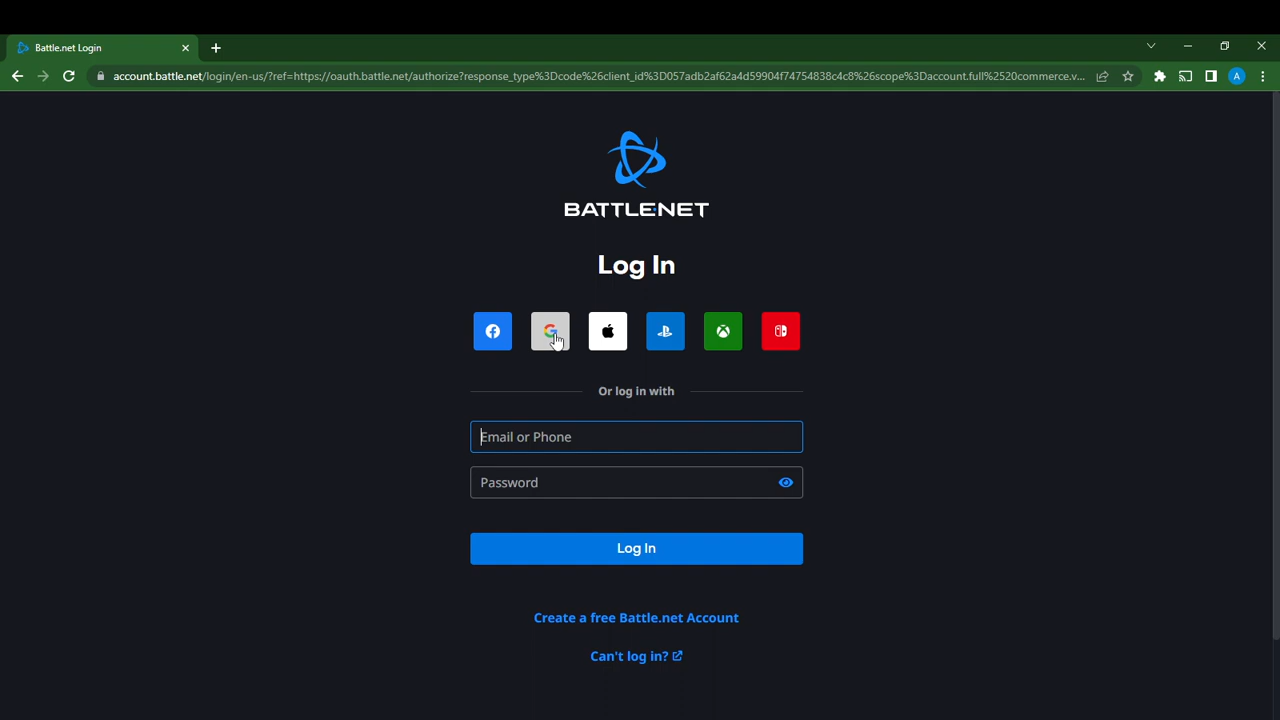 Battle.net Login
account.battle.net/login/en-us/?ref=https://oauth.battle.net/authorize?response_type%3Dcode%26client_id%3D057adb2af62a4d59904f74754838c4c8%26scope%3Daccount.full%2520commerce.v...
A
BATTLE.NET
Log In
Or log in with
Email or Phone
Password
Log In
Create a free Battle.net Account
Can't log in?